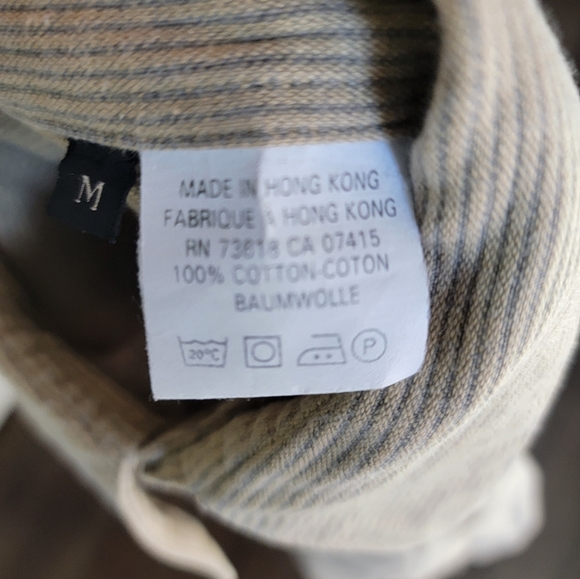 M
MADE IN HONG KONG
FABRIQUE À HONG KONG
RN 73618 CA 07415
100% COTTON-COTON
BAUMWOLLE
20°C
P